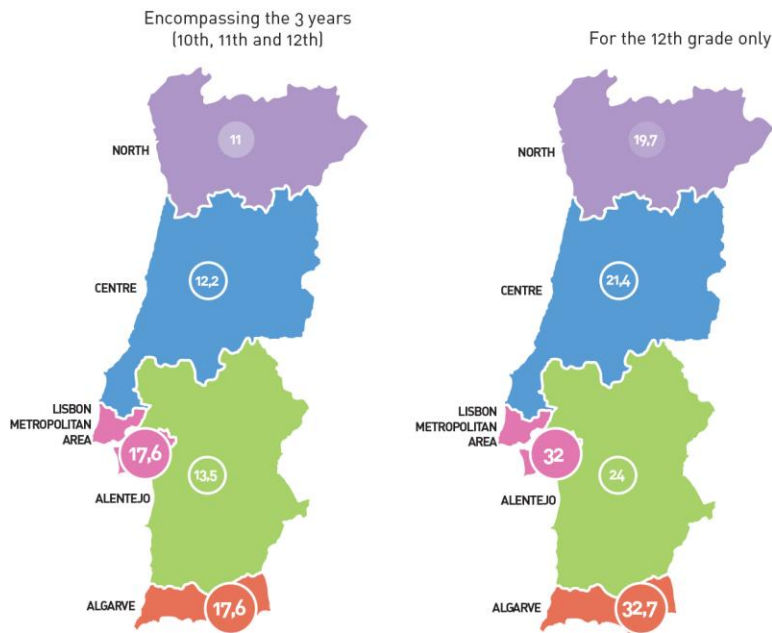 Encompassing the 3 years
(10th, 11th and 12th)
NORTH
11
CENTRE
12,2
LISBON
METROPOLITAN
AREA
17,6
ALENTEJO
13,5
ALGARVE
17,6
For the 12th grade only
NORTH
19,7
CENTRE
21,4
LISBON
METROPOLITAN
AREA
32
ALENTEJO
24
ALGARVE
32,7